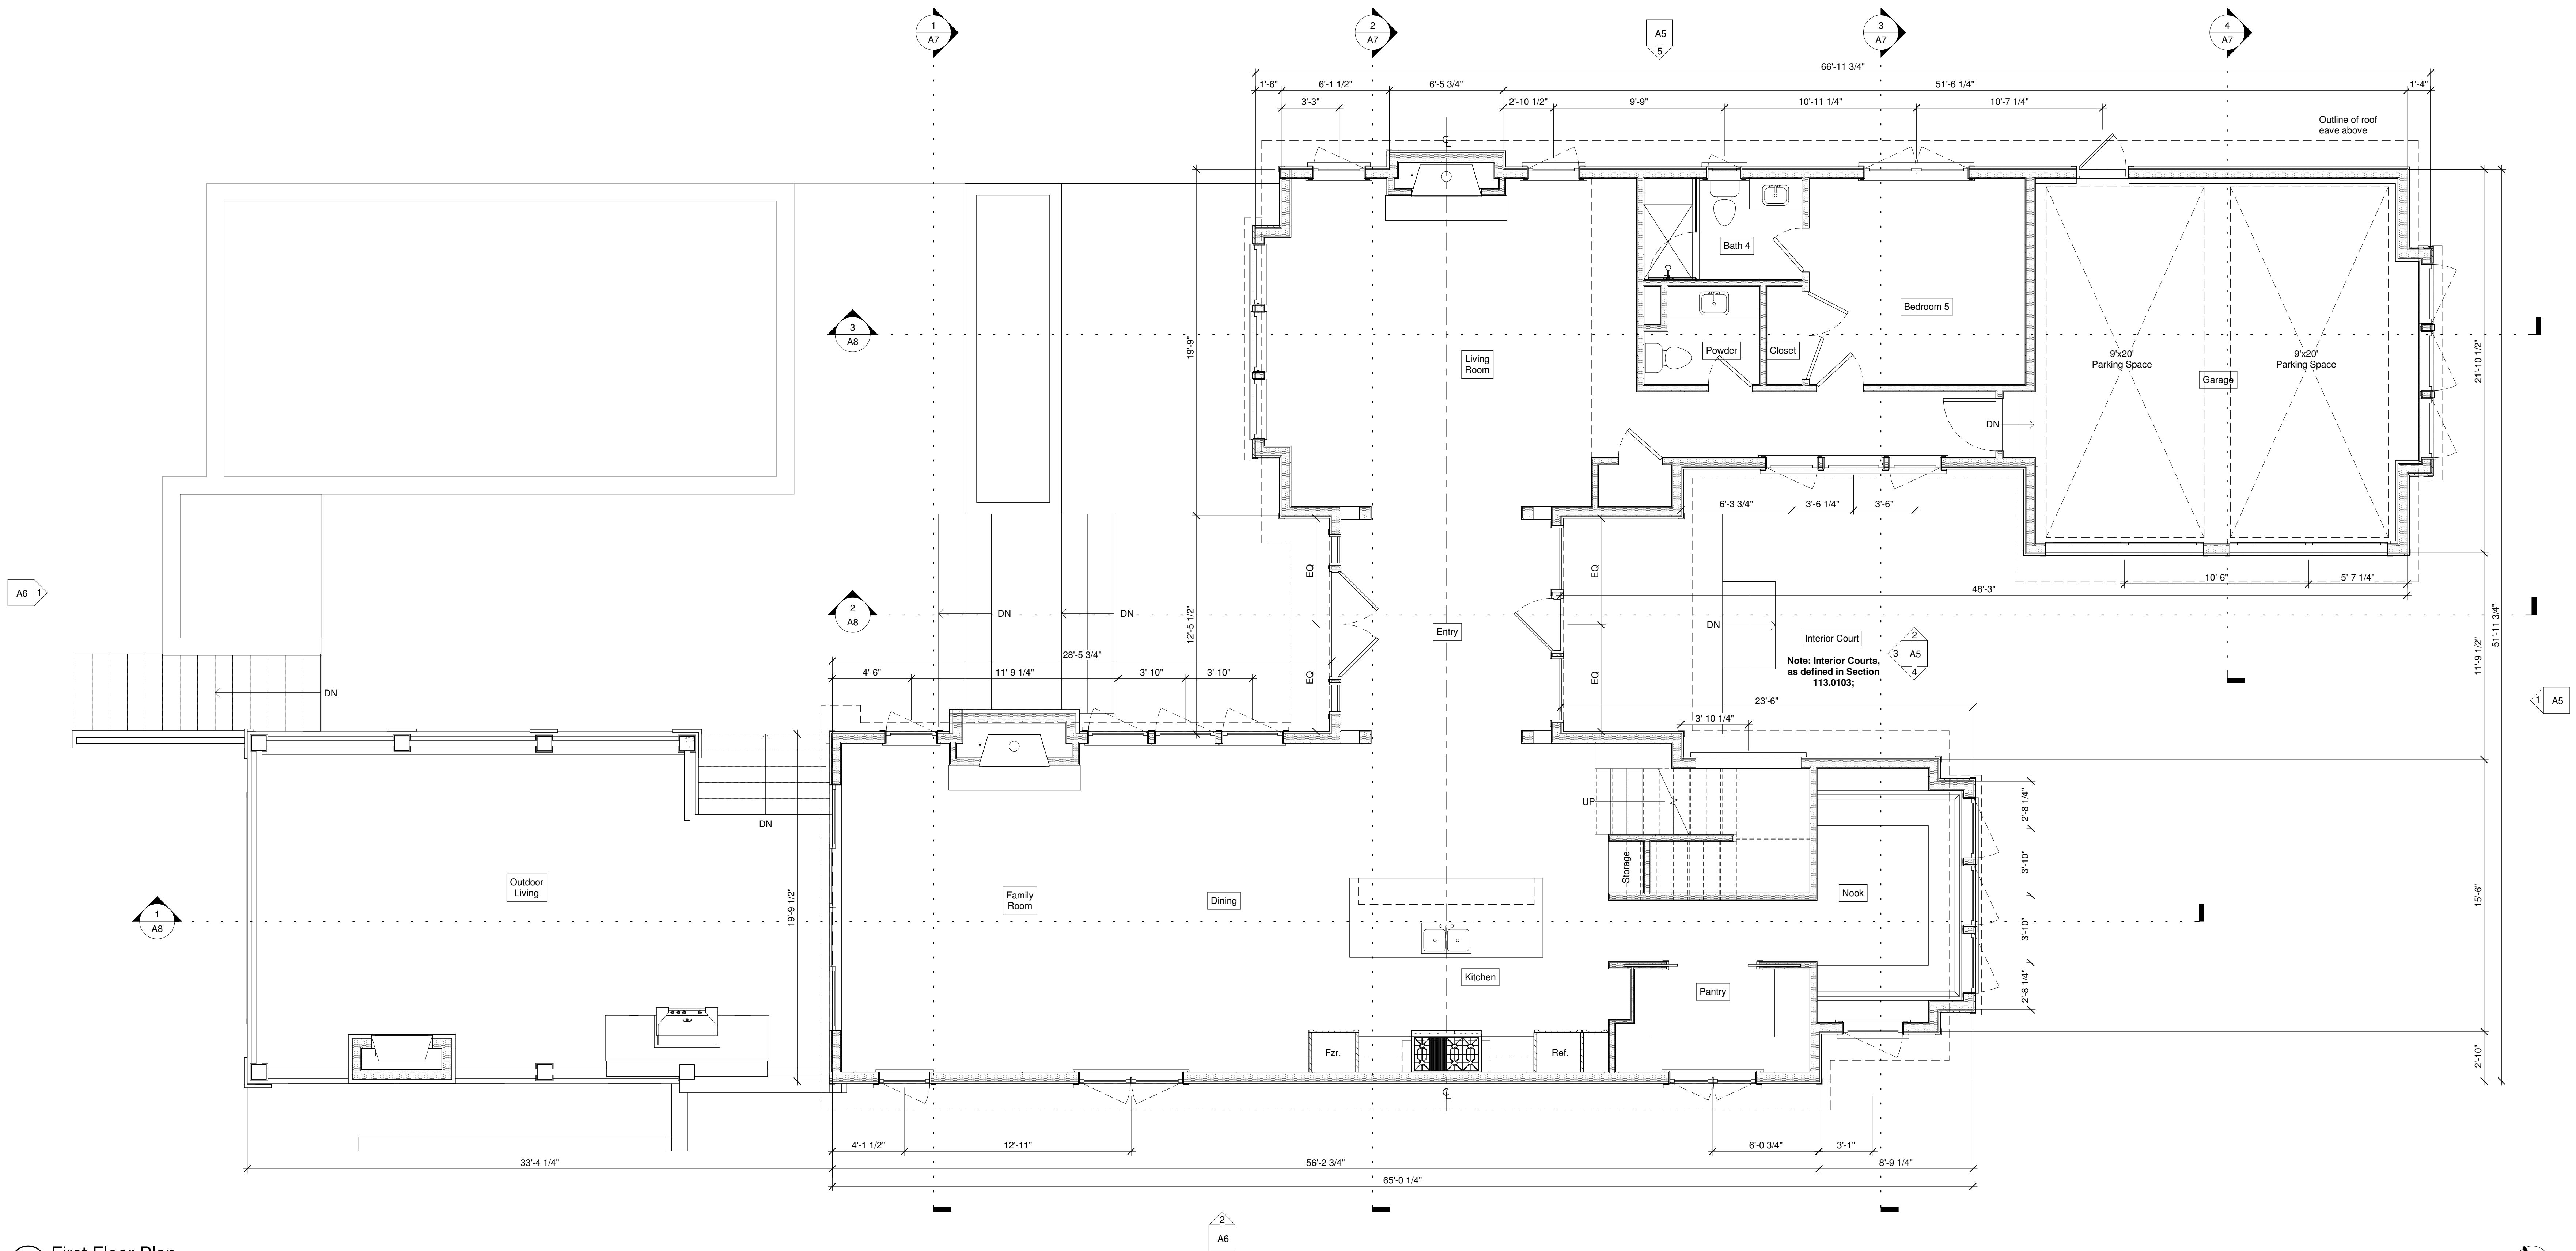 1
A7
2
A7
A5
5
3
A7
4
A7
66'-11 3/4"
1'-6"
6'-1 1/2"
6'-5 3/4"
51'-6 1/4"
1'-4"
3'-3"
2'-10 1/2"
9'-9"
10'-11 1/4"
10'-7 1/4"
Outline of roof
eave above
Bath 4
Bedroom 5
3
A8
19'-9"
Living
Room
Powder
Closet
9'x20'
Parking Space
9'x20'
Parking Space
Garage
21'-10 1/2"
DN
6'-3 3/4"
3'-6 1/4"
3'-6"
EQ
EQ
10'-6"
5'-7 1/4"
48'-3"
A6
1
2
A8
DN
DN
12'-5 1/2"
Entry
DN
Interior Court
2
3
A5
4
Note: Interior Courts,
as defined in Section
113.0103;
11'-9 1/2"
51'-11 3/4"
28'-5 3/4"
4'-6"
11'-9 1/4"
3'-10"
3'-10"
EQ
EQ
DN
23'-6"
3'-10 1/4"
1
A5
UP
DN
2'-8 1/4"
3'-10"
3'-10"
2'-8 1/4"
Storage
Outdoor
Living
19'-9 1/2"
Family
Room
Dining
Nook
15'-6"
1
A8
Kitchen
Pantry
Fzr.
Ref.
2'-10"
4'-1 1/2"
12'-11"
6'-0 3/4"
3'-1"
33'-4 1/4"
56'-2 3/4"
8'-9 1/4"
65'-0 1/4"
2
A6
First Floor Plan